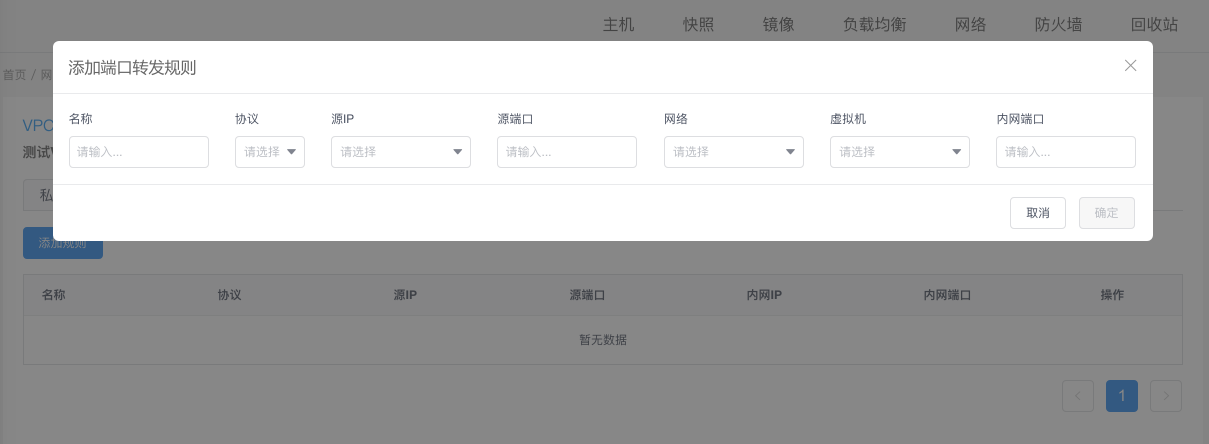 主机 快照 镜像 负载均衡 网络 防火墙 回收站
首页 / 网
添加端口转发规则
名称 协议 源IP 源端口 网络 虚拟机 内网端口
请输入... 请选择 请选择 请输入... 请选择 请选择 请输入...
VPC
测试
私
取消 确定
添加规则
名称 协议 源IP 源端口 内网IP 内网端口 操作
暂无数据
1